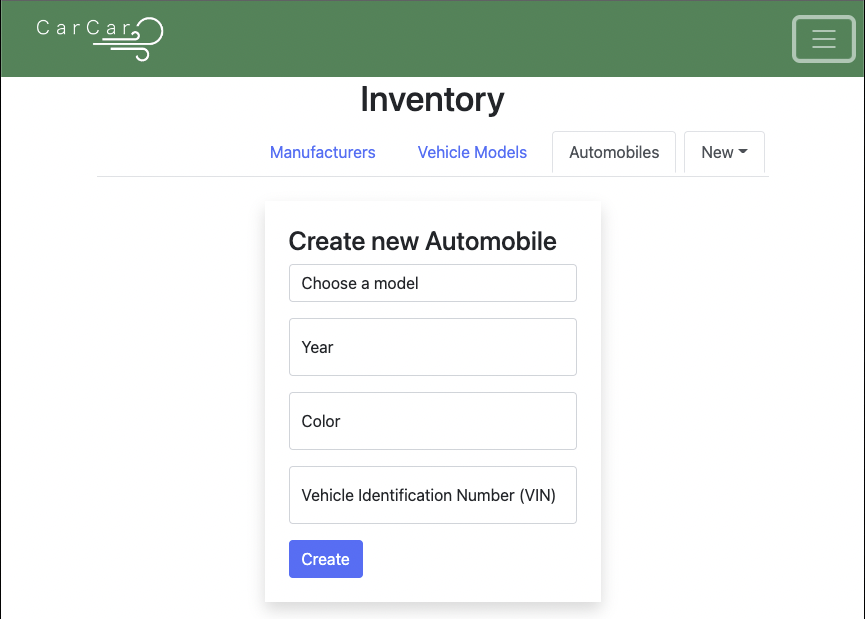 CarCar
Inventory
Manufacturers Vehicle Models Automobiles New
Create new Automobile
Choose a model
Year
Color
Vehicle Identification Number (VIN)
Create